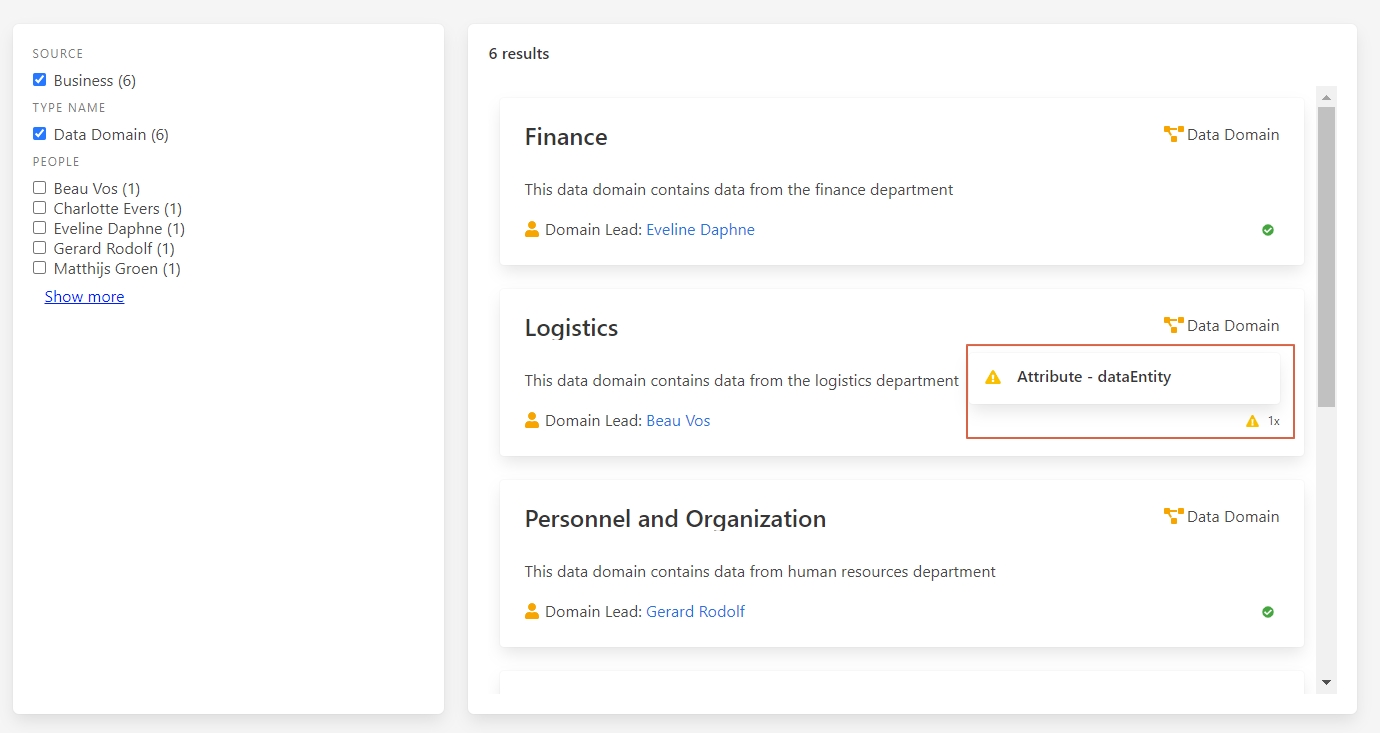 SOURCE
Business (6)
TYPE NAME
Data Domain (6)
PEOPLE
Beau Vos (1)
Charlotte Evers (1)
Eveline Daphne (1)
Gerard Rodolf (1)
Matthijs Groen (1)
Show more
6 results
Finance
Data Domain
This data domain contains data from the finance department
Domain Lead: Eveline Daphne
Logistics
Data Domain
This data domain contains data from the logistics department
Attribute - dataEntity
Domain Lead: Beau Vos
1x
Personnel and Organization
Data Domain
This data domain contains data from human resources department
Domain Lead: Gerard Rodolf